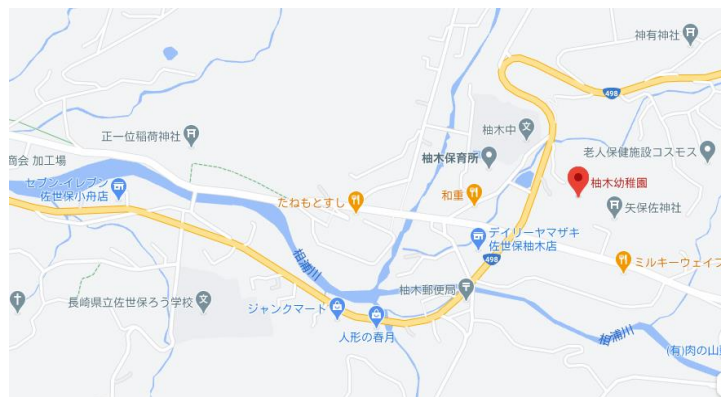 神有神社
498
498
正一位稲荷神社
柚木中
老人保健施設コスモス
商会 加工場
柚木保育所
セブン-イレブン
佐世保小舟店
柚木幼稚園
たねもとすし
和重
矢保佐神社
デイリーヤマザキ
佐世保柚木店
相浦川
498
ミルキーウェイブ
長崎県立佐世保ろう学校
柚木郵便局
ジャンクマート
人形の春月
相浦川
(有)肉の山